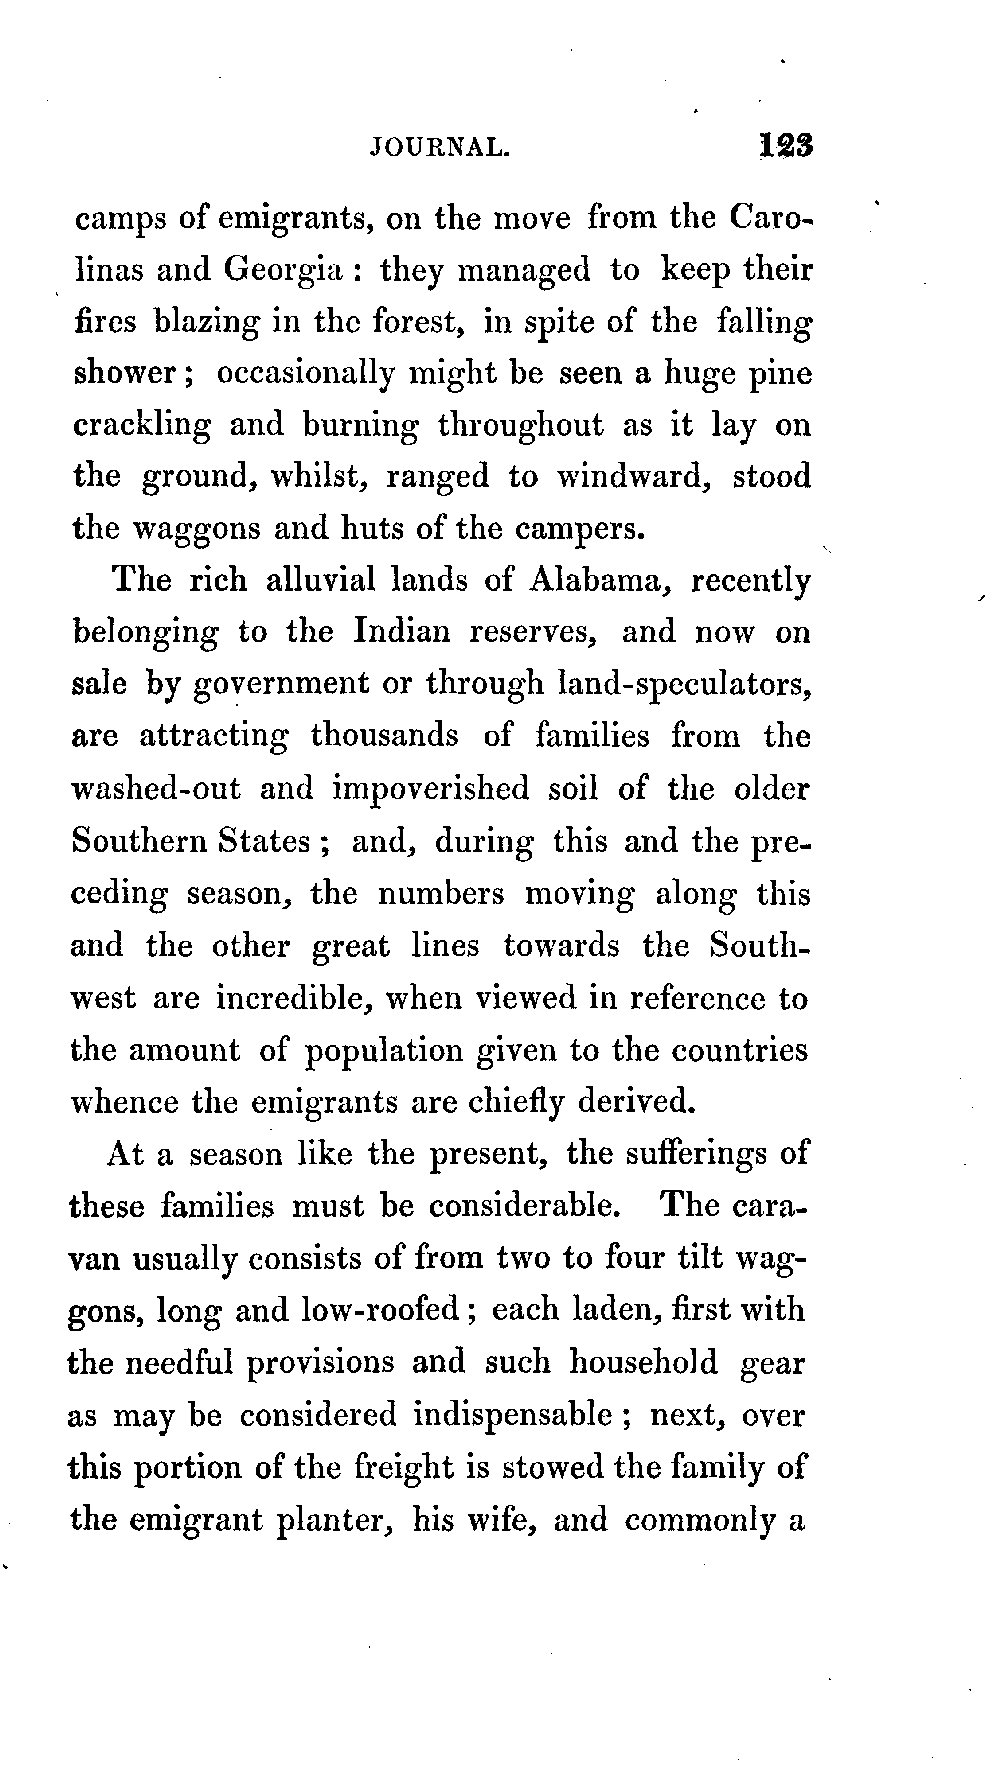 JOURNAL. 123
camps of emigrants, on the move from the Caro-
linas and Georgia : they managed to keep their
fires blazing in the forest, in spite of the falling
shower ; occasionally might be seen a huge pine
crackling and burning throughout as it lay on
the ground, whilst, ranged to windward, stood
the waggons and huts of the campers.
The rich alluvial lands of Alabama, recently
belonging to the Indian reserves, and now on
sale by government or through land-speculators,
are attracting thousands of families from the
washed-out and impoverished soil of the older
Southern States ; and, during this and the pre-
ceding season, the numbers moving along this
and the other great lines towards the South-
west are incredible, when viewed in reference to
the amount of population given to the countries
whence the emigrants are chiefly derived.
At a season like the present, the sufferings of
these families must be considerable. The cara-
van usually consists of from two to four tilt wag-
gons, long and low-roofed ; each laden, first with
the needful provisions and such household gear
as may be considered indispensable ; next, over
this portion of the freight is stowed the family of
the emigrant planter, his wife, and commonly a